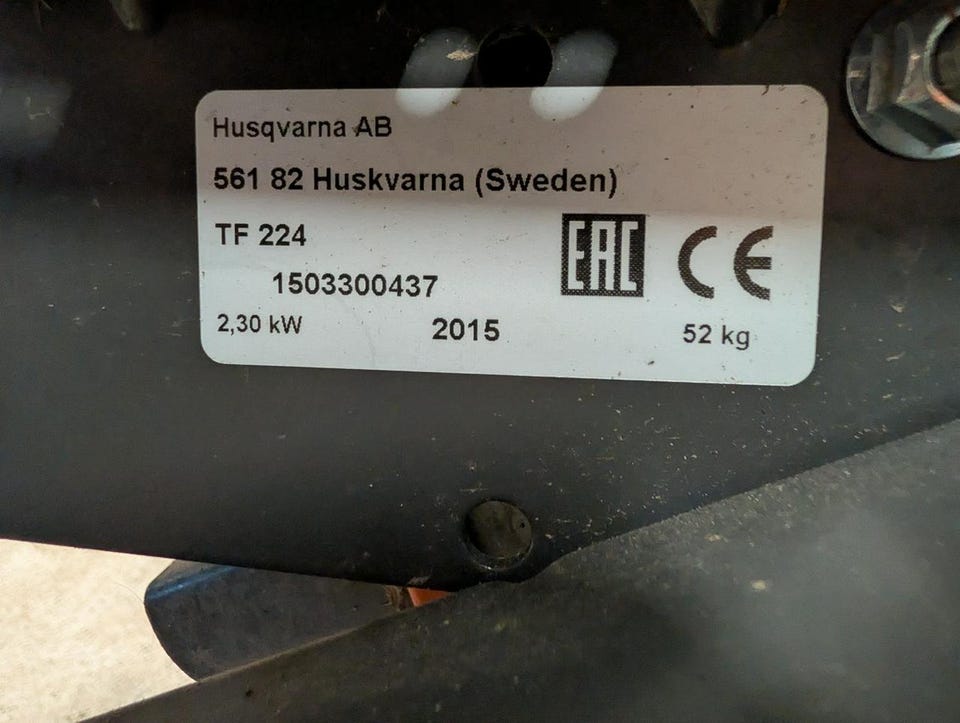 Husqvarna AB
561 82 Huskvarna (Sweden)
TF 224
EAC CE
1503300437
2,30 kW 2015 52 kg